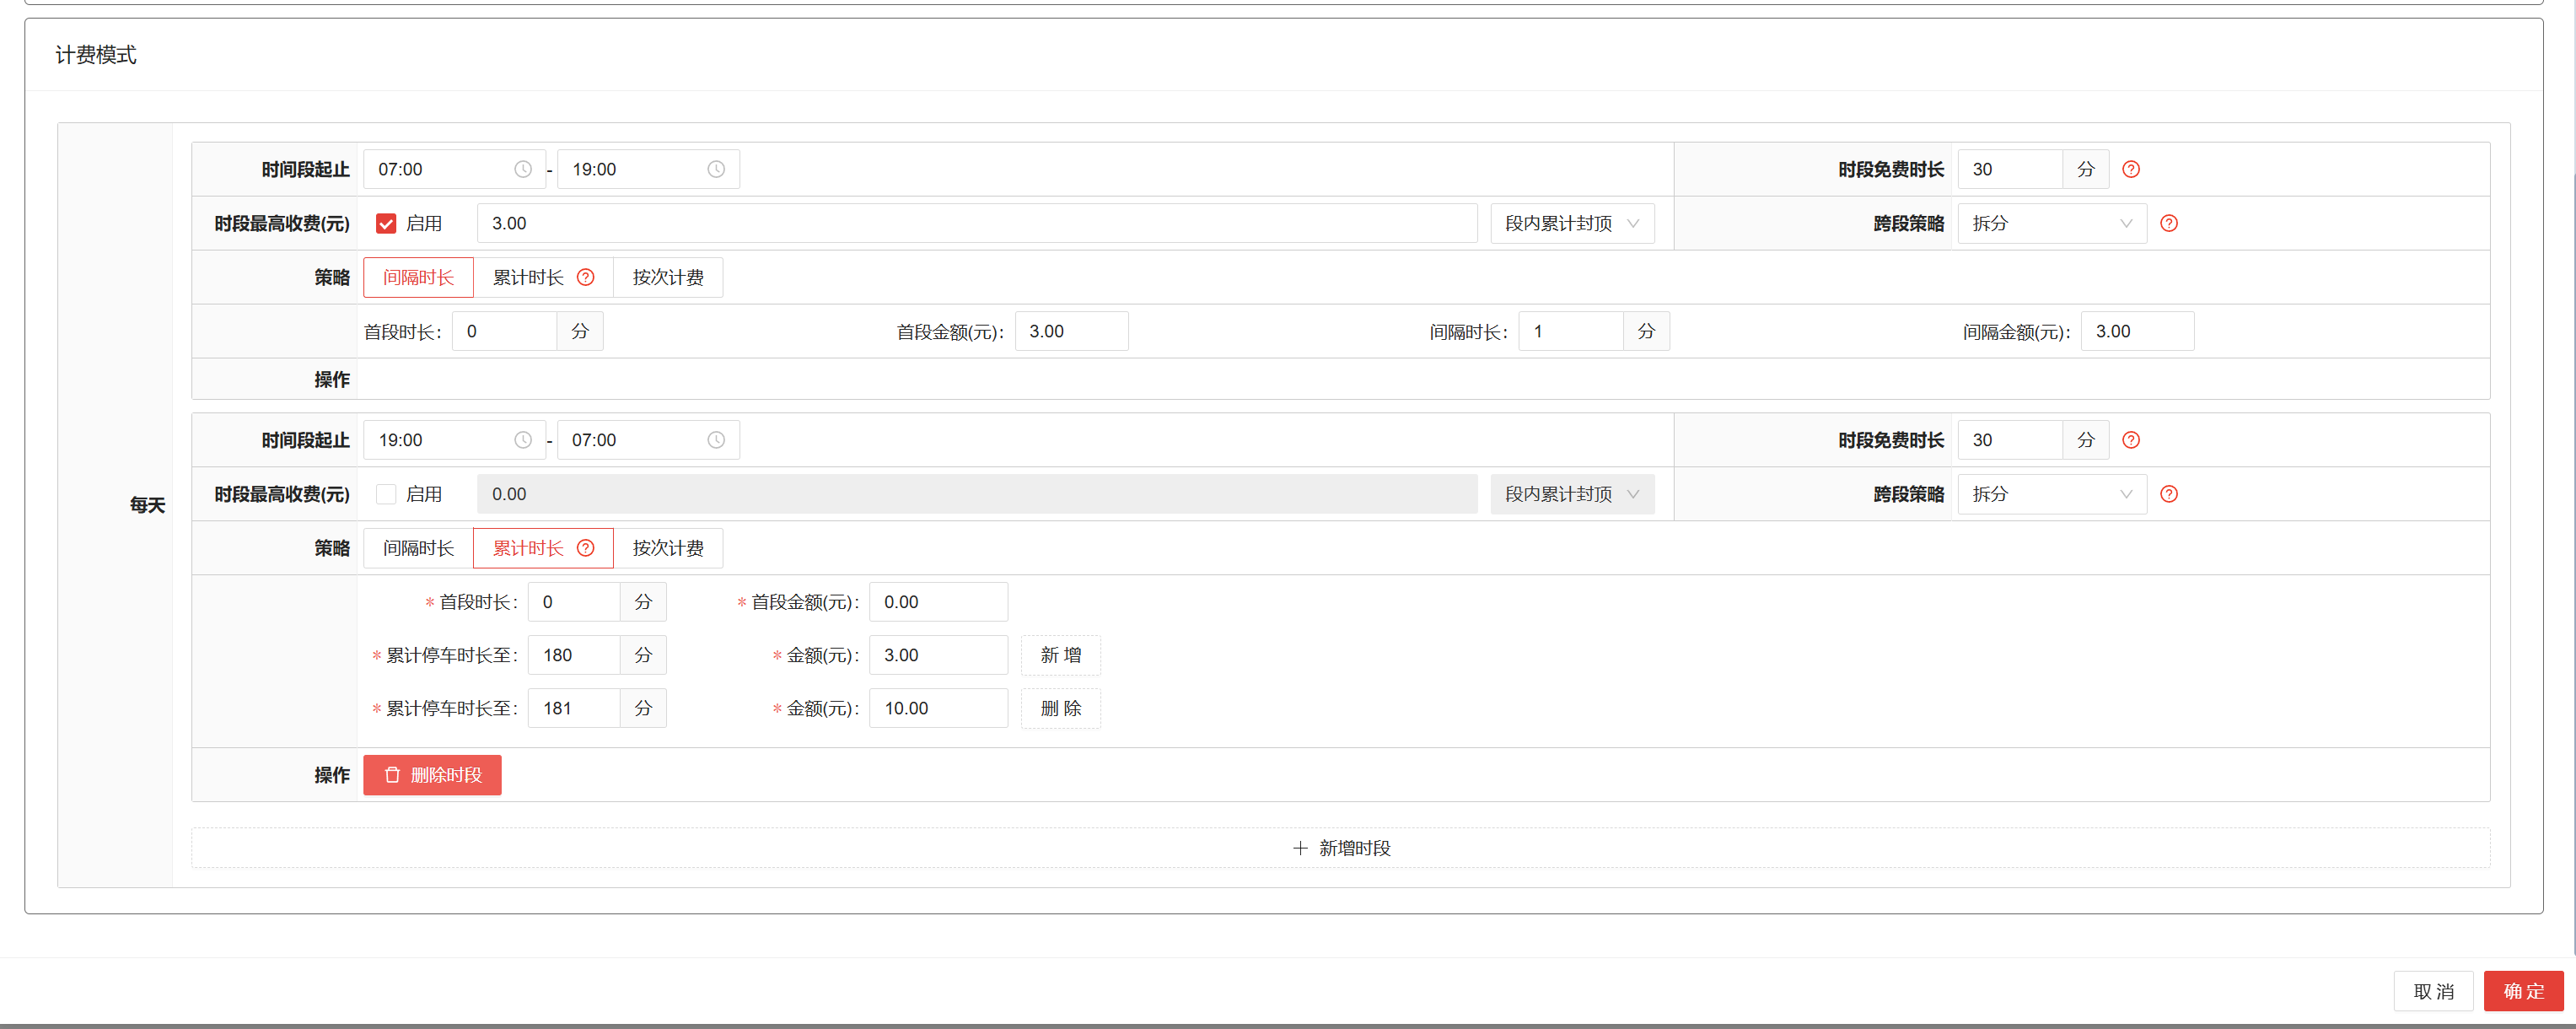 计费模式
每天
时间段起止 07:00 - 19:00 时段免费时长 30 分
时段最高收费(元) 启用 3.00 段内累计封顶 跨段策略 拆分
策略 间隔时长 累计时长 按次计费
首段时长: 0 分 首段金额(元): 3.00 间隔时长: 1 分 间隔金额(元): 3.00
操作
时间段起止 19:00 - 07:00 时段免费时长 30 分
时段最高收费(元) 启用 0.00 段内累计封顶 跨段策略 拆分
策略 间隔时长 累计时长 按次计费
* 首段时长: 0 分 * 首段金额(元): 0.00
* 累计停车时长至: 180 分 * 金额(元): 3.00 新 增
* 累计停车时长至: 181 分 * 金额(元): 10.00 删 除
操作 删除时段
+ 新增时段
取 消 确 定